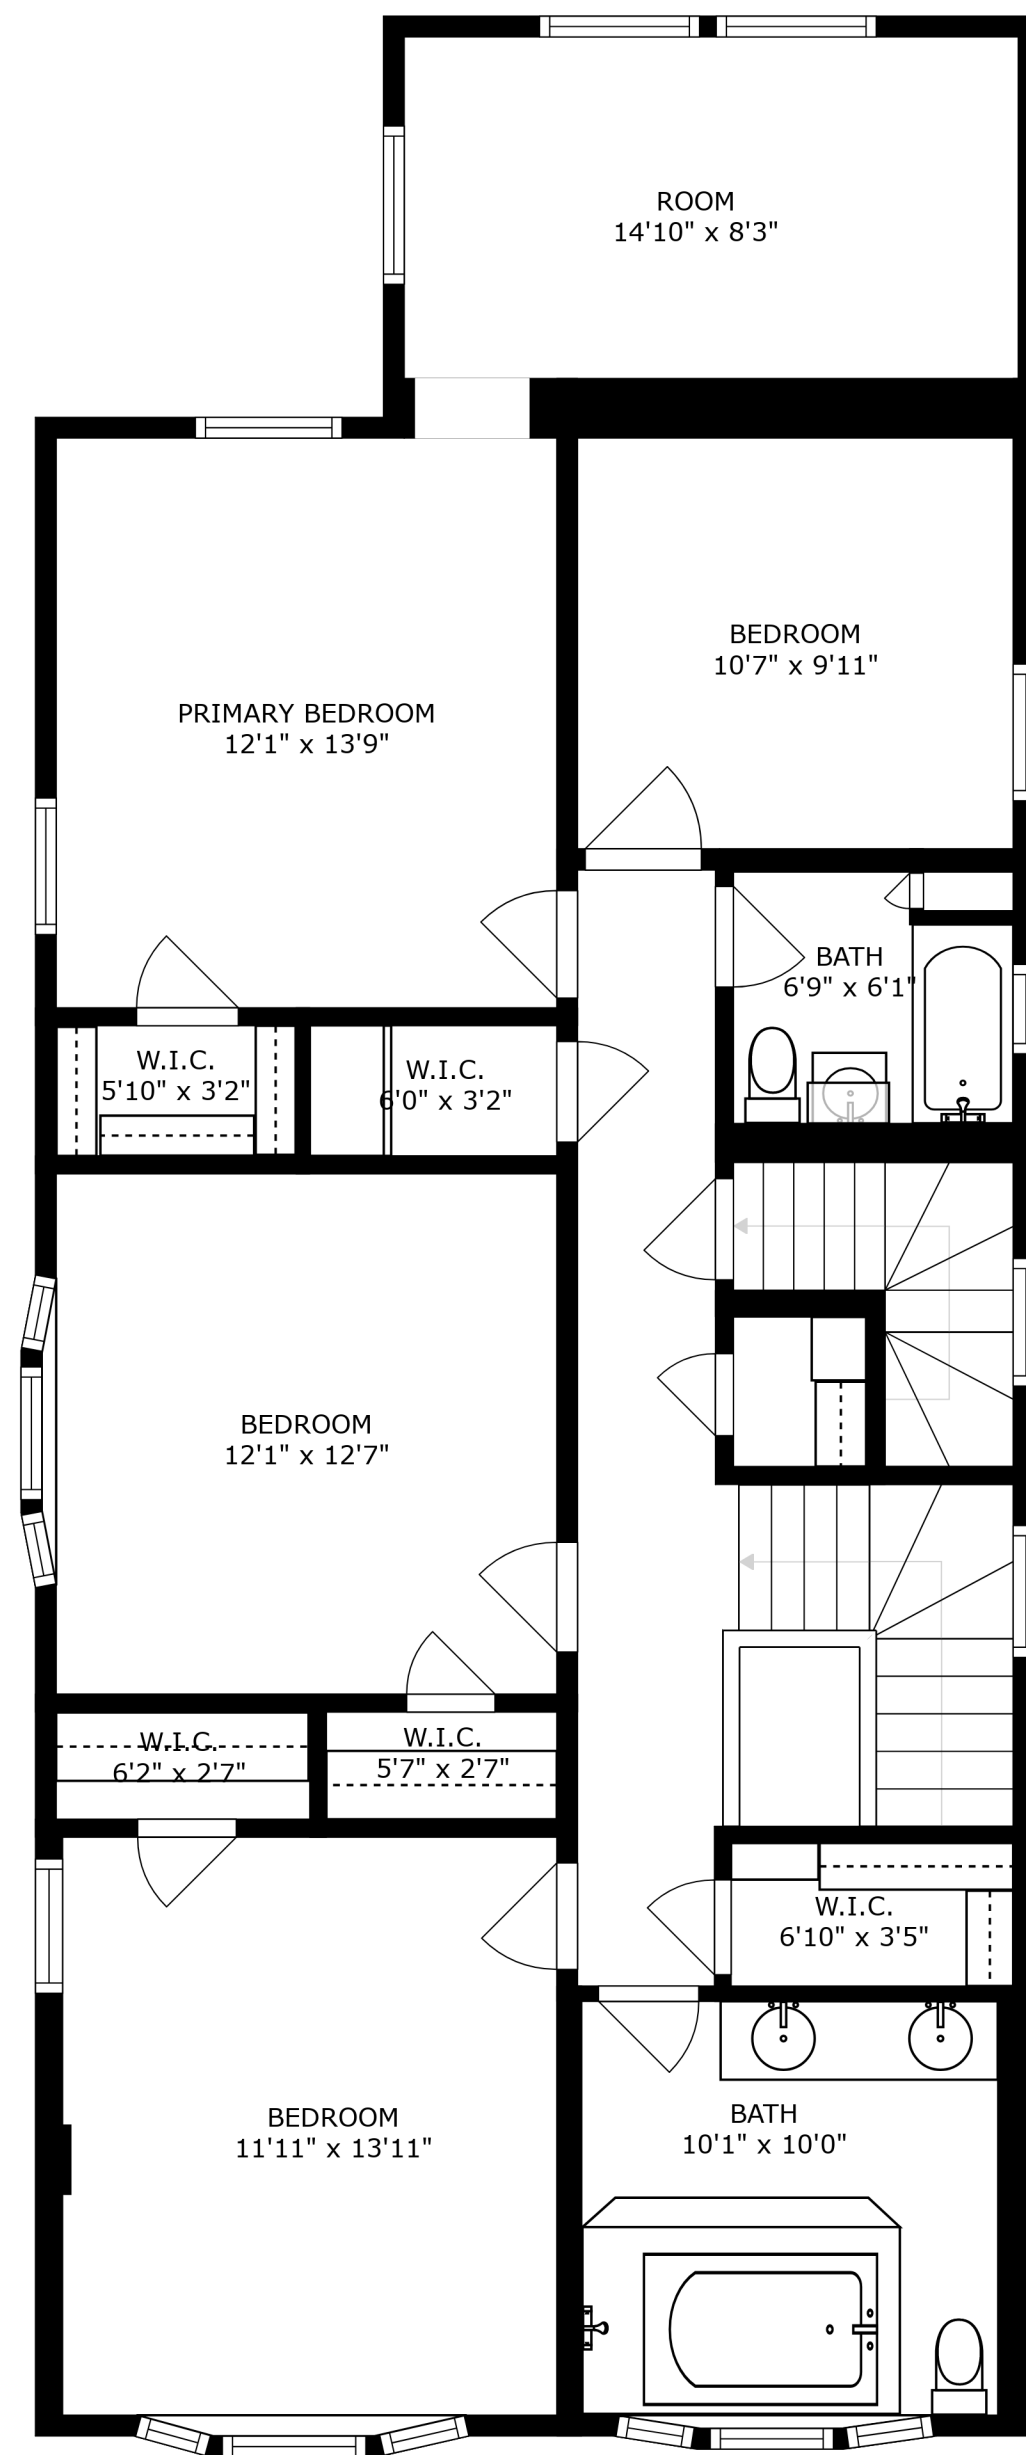 ROOM
14'10" x 8'3"
BEDROOM
10'7" x 9'11"
PRIMARY BEDROOM
12'1" x 13'9"
BATH
6'9" x 6'1"
W.I.C.
5'10" x 3'2"
W.I.C.
6'0" x 3'2"
BEDROOM
12'1" x 12'7"
W.I.C.
6'2" x 2'7"
W.I.C.
5'7" x 2'7"
W.I.C.
6'10" x 3'5"
BEDROOM
11'11" x 13'11"
BATH
10'1" x 10'0"